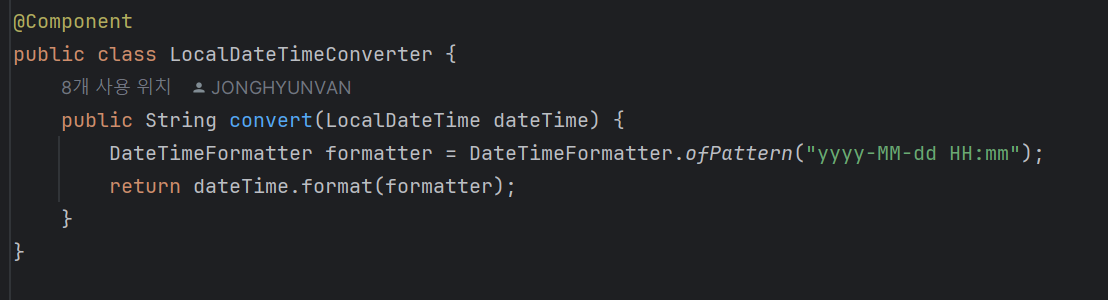 @Component
public class LocalDateTimeConverter {
8개 사용 위치 JONGHYUNVAN
public String convert(LocalDateTime dateTime) {
DateTimeFormatter formatter = DateTimeFormatter.ofPattern("yyyy-MM-dd HH:mm");
return dateTime.format(formatter);
}
}